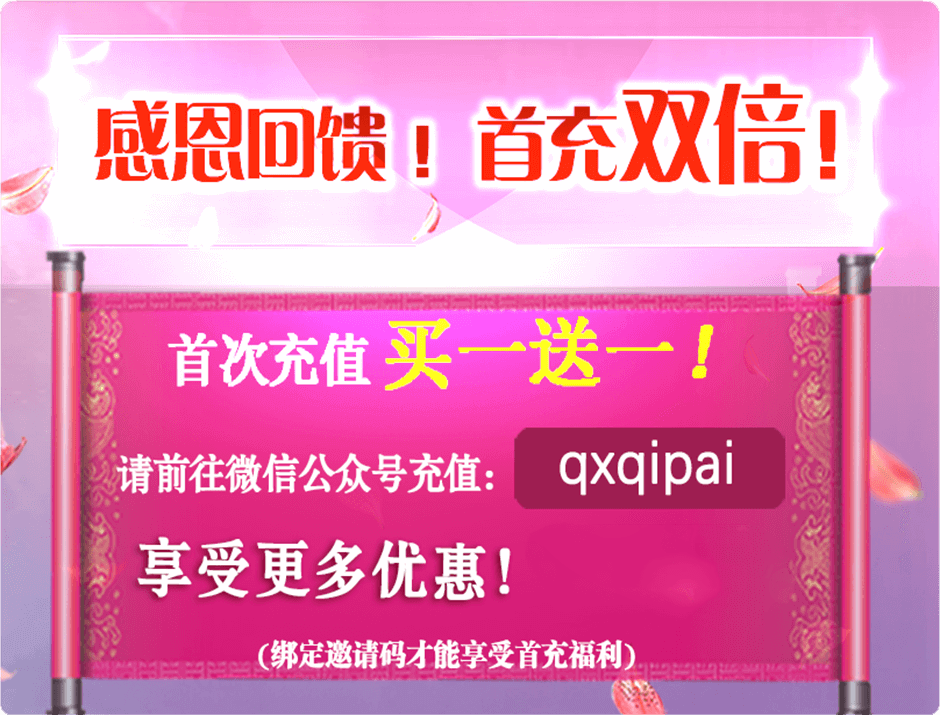 感恩回馈！首充双倍！
首次充值 买一送一！
请前往微信公众号充值： qxqipai
享受更多优惠！
(绑定邀请码才能享受首充福利)